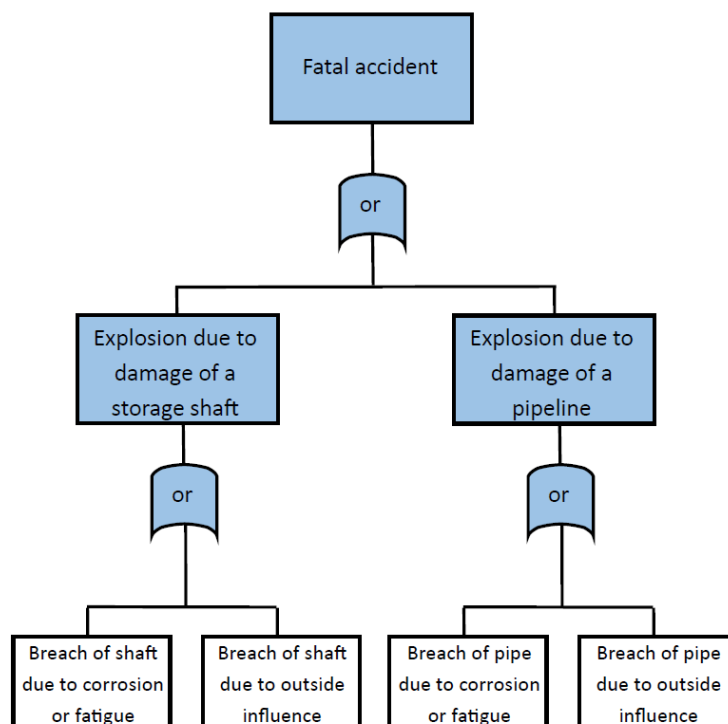 Fatal accident
or
Explosion due to
damage of a
storage shaft
Explosion due to
damage of a
pipeline
or
or
Breach of shaft
due to corrosion
or fatigue
Breach of shaft
due to outside
influence
Breach of pipe
due to corrosion
or fatigue
Breach of pipe
due to outside
influence